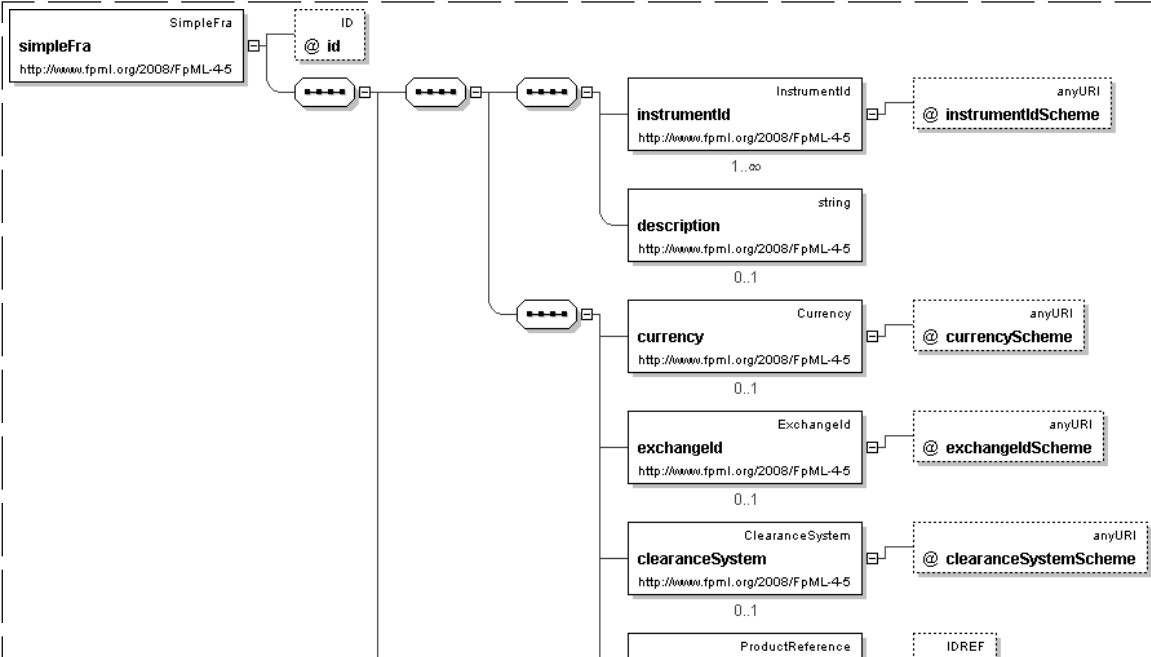 SimpleFra
simpleFra
http://www.fpml.org/2008/FpML-4-5
ID
@ id
InstrumentId
instrumentId
http://www.fpml.org/2008/FpML-4-5
1..∞
anyURI
@ instrumentIdScheme
string
description
http://www.fpml.org/2008/FpML-4-5
0..1
Currency
currency
http://www.fpml.org/2008/FpML-4-5
0..1
anyURI
@ currencyScheme
ExchangeId
exchangeId
http://www.fpml.org/2008/FpML-4-5
0..1
anyURI
@ exchangeIdScheme
ClearanceSystem
clearanceSystem
http://www.fpml.org/2008/FpML-4-5
0..1
anyURI
@ clearanceSystemScheme
ProductReference
IDREF